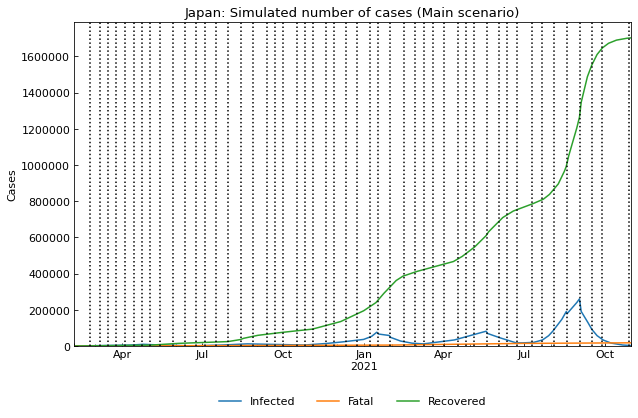 Japan: Simulated number of cases (Main scenario)
1600000
1400000
1200000
1000000
800000
600000
400000
200000
0
Cases
Apr Jul Oct Jan Apr Jul Oct
2021
Infected Fatal Recovered